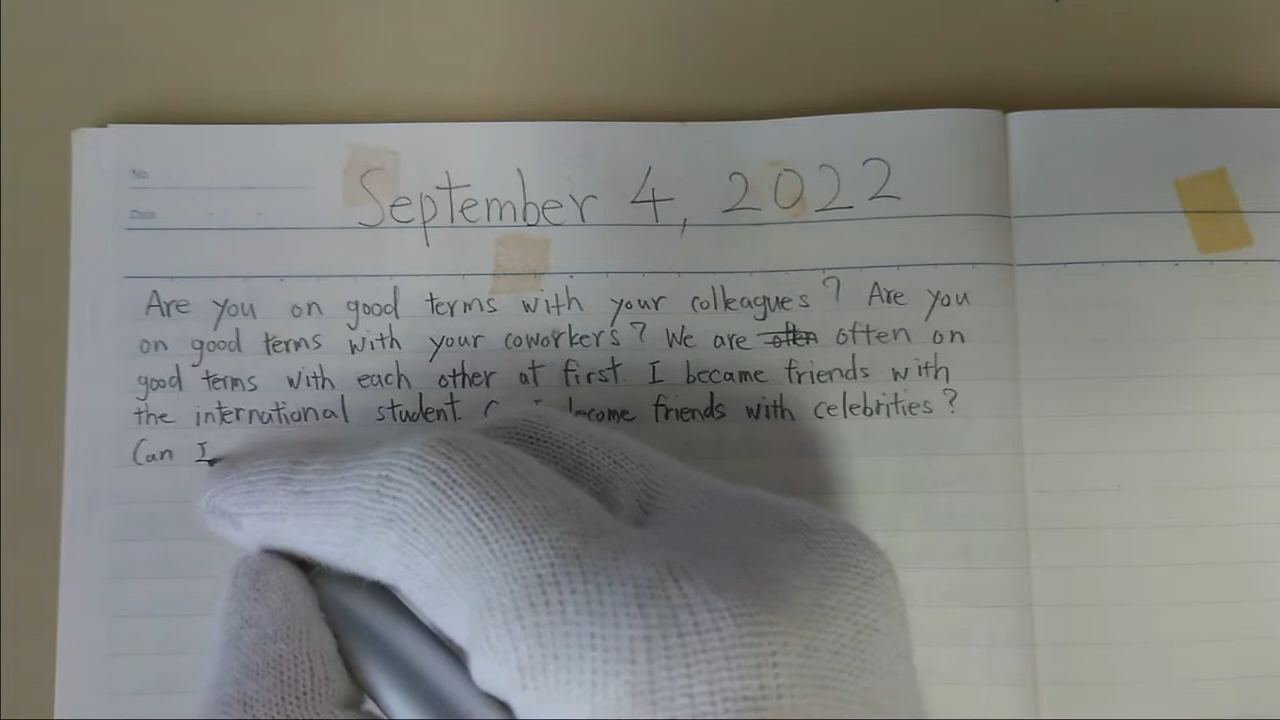 No.
Date
September 4, 2022
Are you on good terms with your colleagues? Are you
on good terms with your coworkers? We are often often on
good terms with each other at first. I became friends with
the international student. become friends with celebrities?
Can I